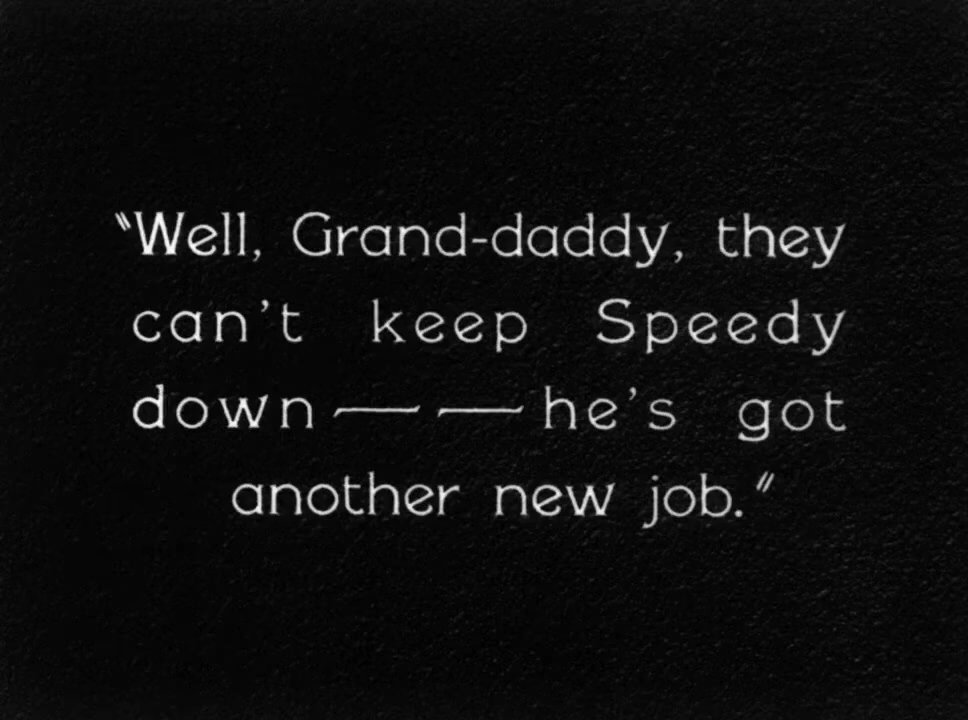 "Well, Grand-daddy, they
can't keep Speedy
down — — he's got
another new job."